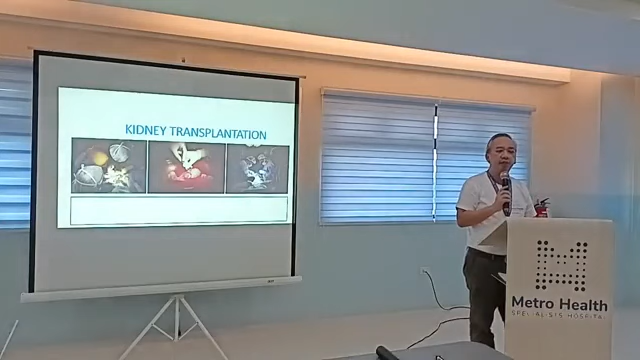 KIDNEY TRANSPLANTATION
Metro Health
SPECIALISTS HOSPITAL